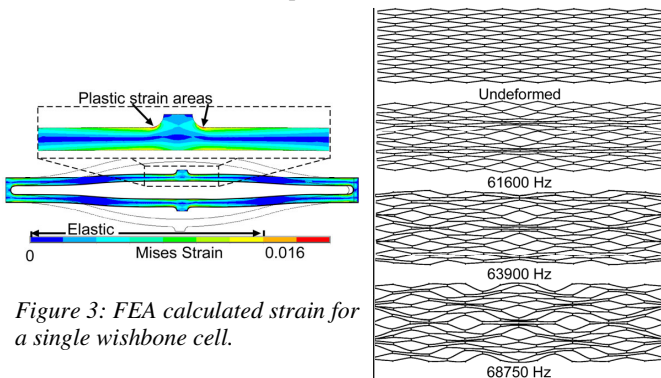 Plastic strain areas
Elastic
0
Mises Strain
0.016
Figure 3: FEA calculated strain for
a single wishbone cell.
Undeformed
61600 Hz
63900 Hz
68750 Hz